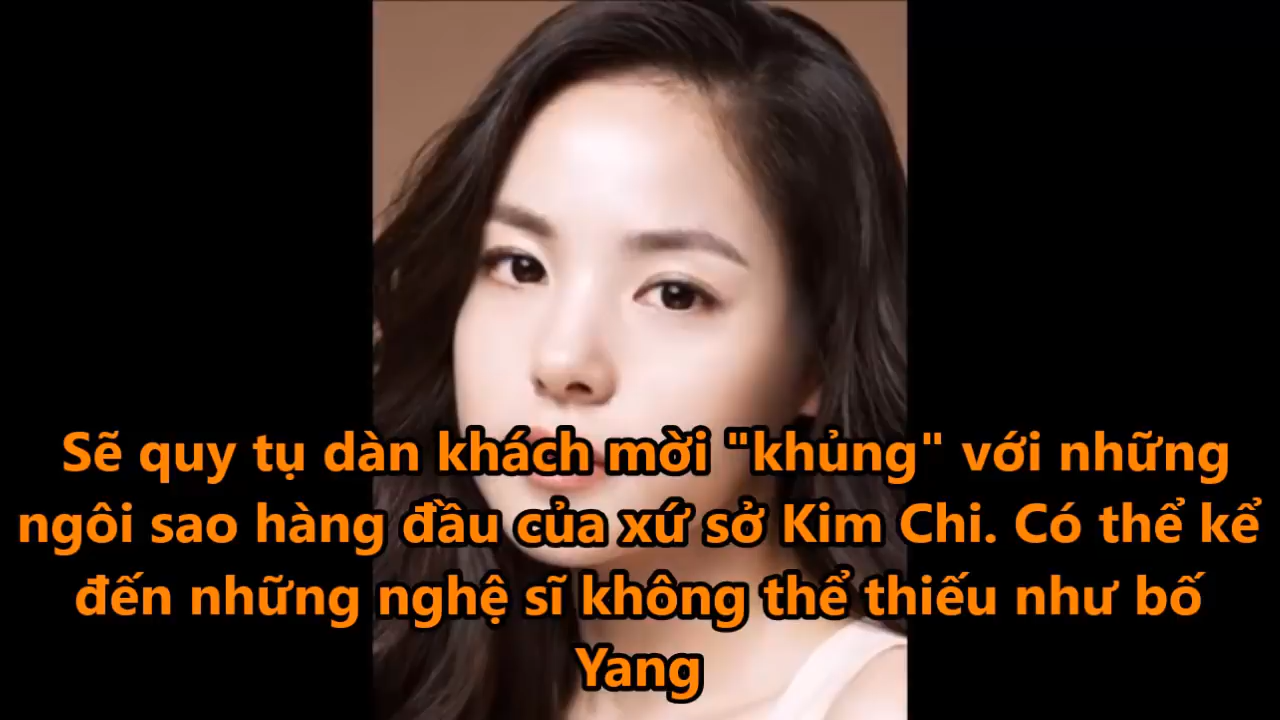 Sẽ quy tụ dàn khách mời "khủng" với những
ngôi sao hàng đầu của xứ sở Kim Chi. Có thể kể
đến những nghệ sĩ không thể thiếu như bố
Yang